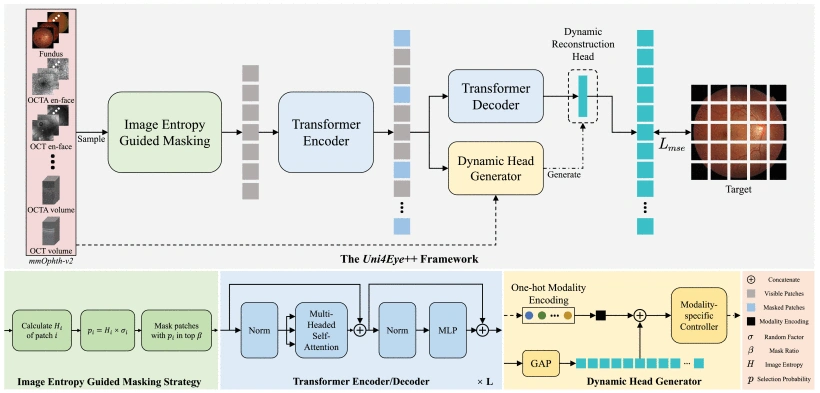 Fundus
OCTA en-face
OCT en-face
OCTA volume
OCT volume
mmOphth-v2
Sample
Image Entropy
Guided Masking
Transformer
Encoder
Transformer
Decoder
Dynamic Head
Generator
Generate
Dynamic
Reconstruction
Head
L_mse
Target
The Uni4Eye++ Framework
Calculate H_i
of patch i
p_i = H_i × σ_i
Mask patches
with p_i in top β
Image Entropy Guided Masking Strategy
Norm
Multi-
Headed
Self-
Attention
Norm
MLP
Transformer Encoder/Decoder
× L
One-hot Modality
Encoding
GAP
Modality-
specific
Controller
Dynamic Head Generator
Concatenate
Visible Patches
Masked Patches
Modality Encoding
σ Random Factor
β Mask Ratio
H Image Entropy
p Selection Probability